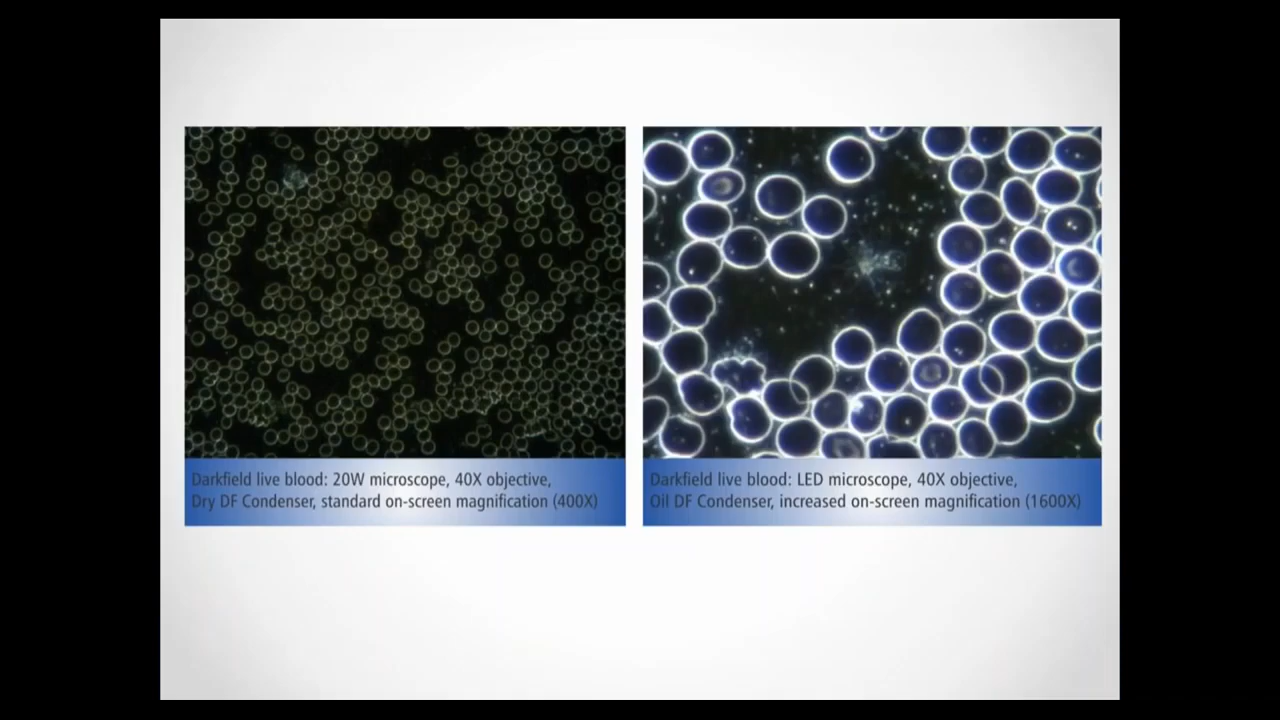 Darkfield live blood: 20W microscope, 40X objective,
Dry DF Condenser, standard on-screen magnification (400X)
Darkfield live blood: LED microscope, 40X objective,
Oil DF Condenser, increased on-screen magnification (1600X)